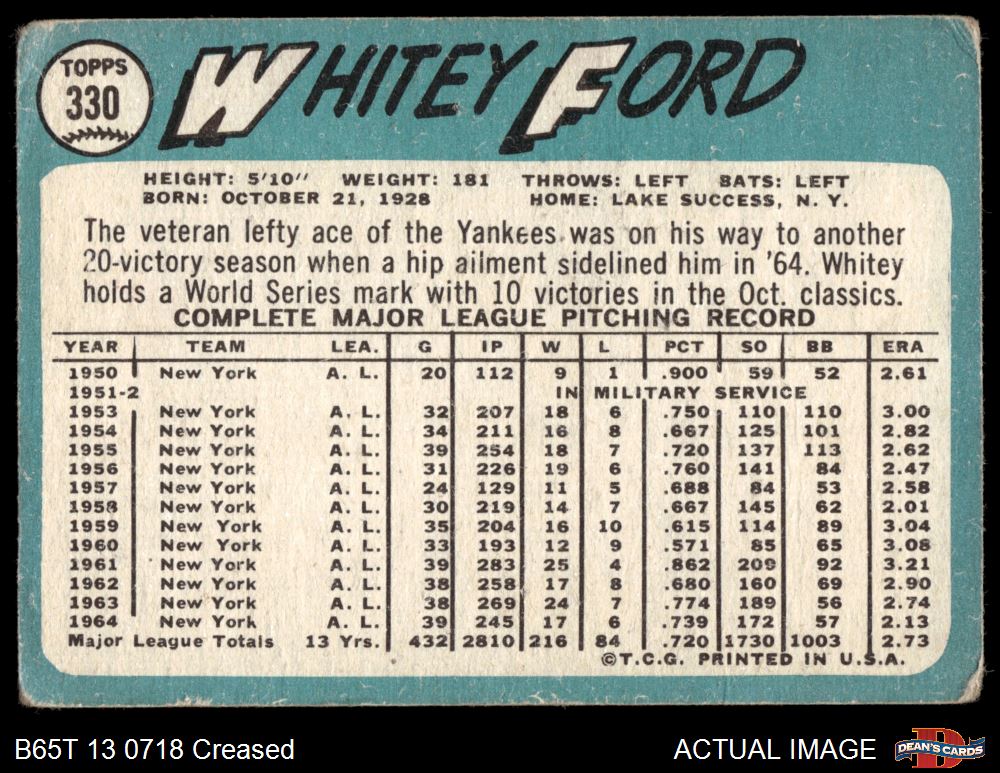 TOPPS
330
WHITEY FORD
HEIGHT: 5'10" WEIGHT: 181 THROWS: LEFT BATS: LEFT
BORN: OCTOBER 21, 1928 HOME: LAKE SUCCESS, N. Y.
The veteran lefty ace of the Yankees was on his way to another
20-victory season when a hip ailment sidelined him in '64. Whitey
holds a World Series mark with 10 victories in the Oct. classics.
COMPLETE MAJOR LEAGUE PITCHING RECORD
YEAR TEAM LEA. G IP W L PCT SO BB ERA
1950 New York A. L. 20 112 9 1 .900 59 52 2.61
1951-2 IN MILITARY SERVICE
1953 New York A. L. 32 207 18 6 .750 110 110 3.00
1954 New York A. L. 34 211 16 8 .667 125 101 2.82
1955 New York A. L. 39 254 18 7 .720 137 113 2.62
1956 New York A. L. 31 226 19 6 .760 141 84 2.47
1957 New York A. L. 24 129 11 5 .688 84 53 2.58
1958 New York A. L. 30 219 14 7 .667 145 62 2.01
1959 New York A. L. 35 204 16 10 .615 114 89 3.04
1960 New York A. L. 33 193 12 9 .571 85 65 3.08
1961 New York A. L. 39 283 25 4 .862 209 92 3.21
1962 New York A. L. 38 258 17 8 .680 160 69 2.90
1963 New York A. L. 38 269 24 7 .774 189 56 2.74
1964 New York A. L. 39 245 17 6 .739 172 57 2.13
Major League Totals 13 Yrs. 432 2810 216 84 .720 1730 1003 2.73
©T.C.G. PRINTED IN U.S.A.
B65T 13 0718 Creased ACTUAL IMAGE DEAN'S CARDS